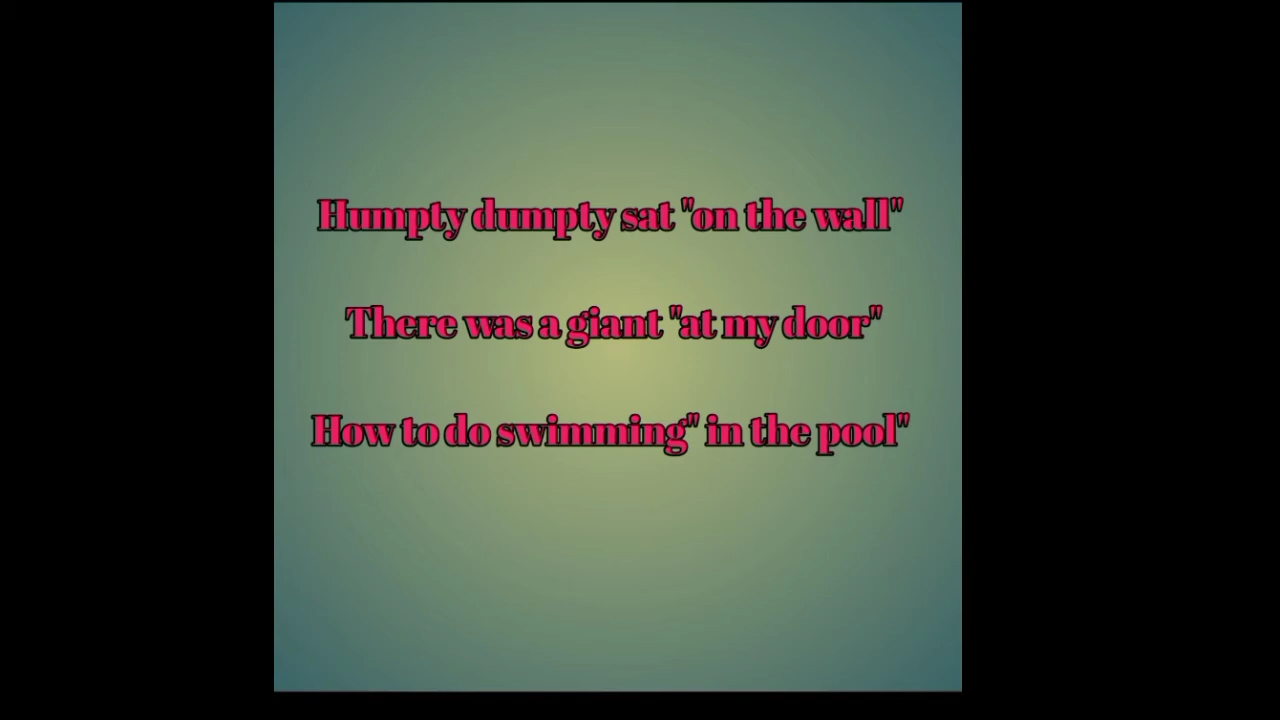 Humpty dumpty sat "on the wall"
There was a giant "at my door"
How to do swimming" in the pool"